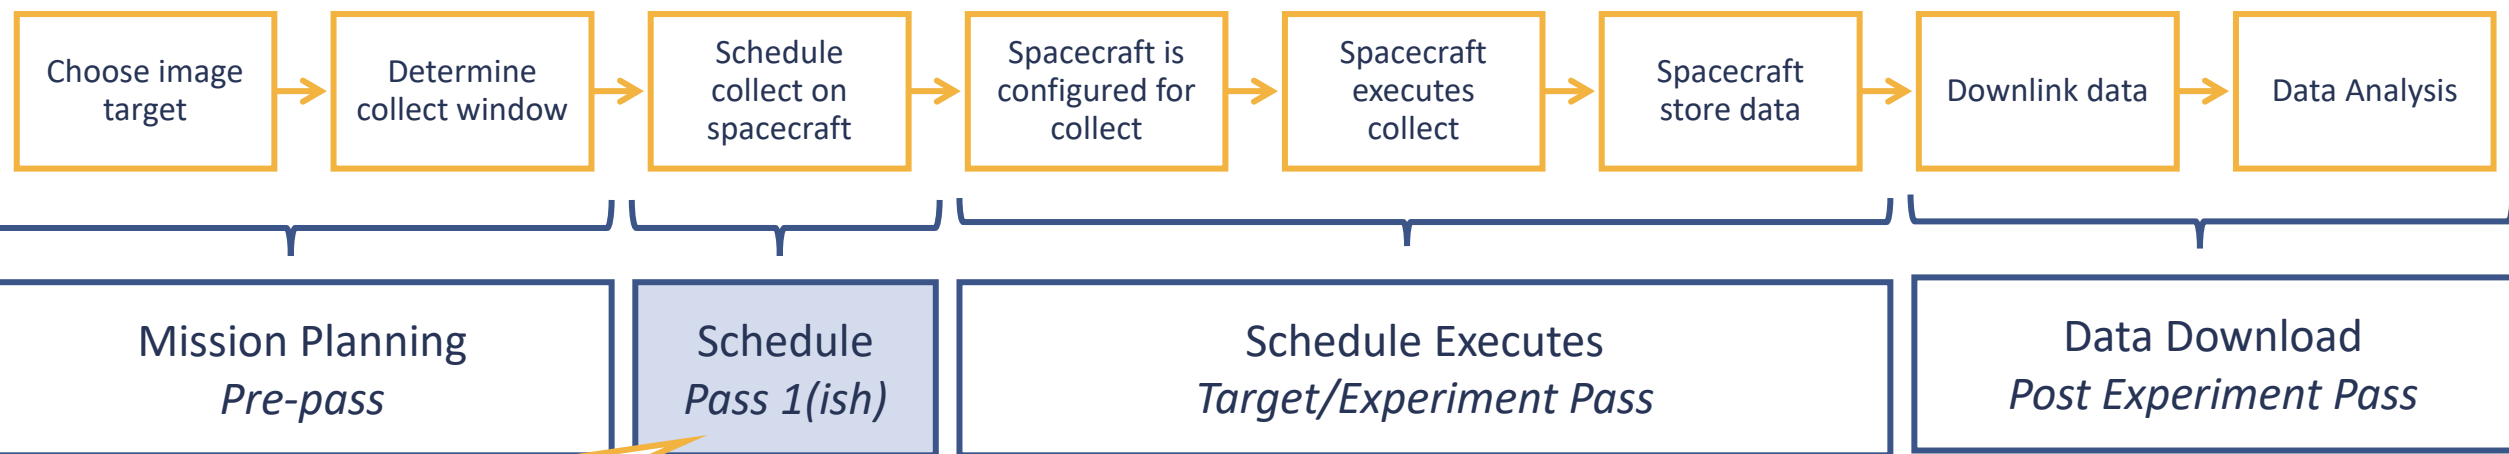 Choose image
target
Determine
collect window
Schedule
collect on
spacecraft
Spacecraft is
configured for
collect
Spacecraft
executes
collect
Spacecraft
store data
Downlink data
Data Analysis
Mission Planning
Pre-pass
Schedule
Pass 1(ish)
Schedule Executes
Target/Experiment Pass
Data Download
Post Experiment Pass